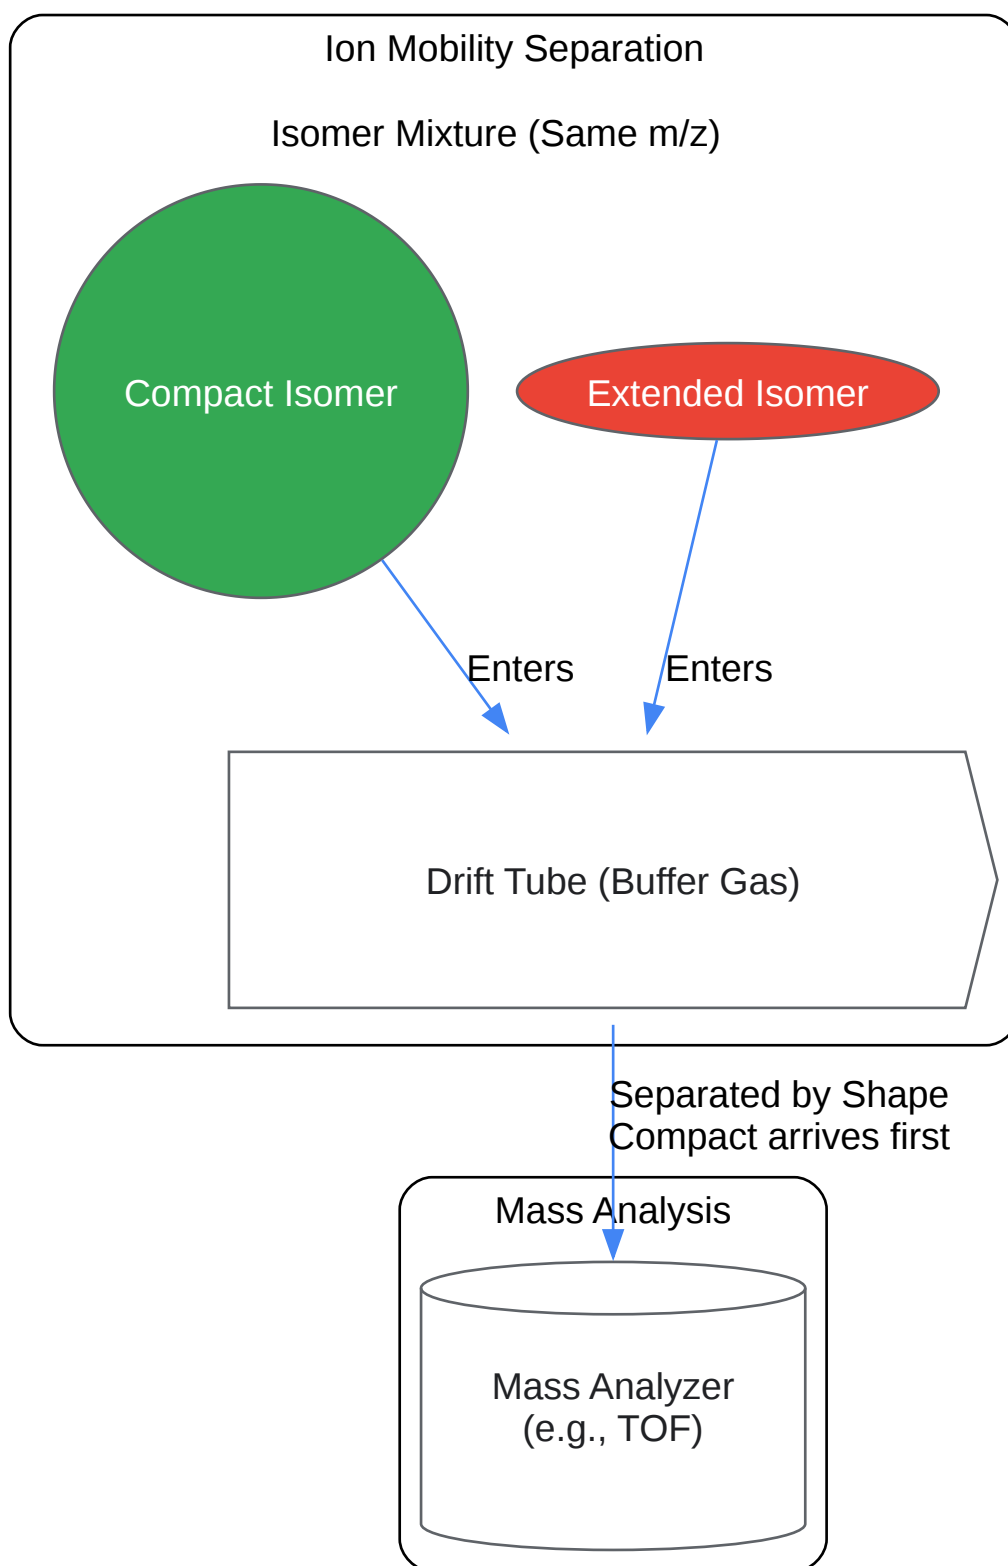 Ion Mobility Separation
Isomer Mixture (Same m/z)
Compact Isomer
Extended Isomer
Enters
Enters
Drift Tube (Buffer Gas)
Separated by Shape
Compact arrives first
Mass Analysis
Mass Analyzer
(e.g., TOF)